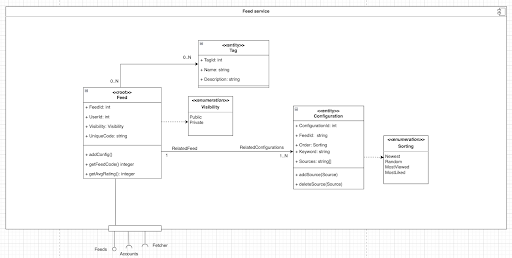 Feed service
<<entity>>
Tag
+ TagId: int
+ Name: string
+ Description: string
0..N
0..N
<<root>>
Feed
+ FeedId: int
+ UserId: int
+ Visibility: Visibility
+ UniqueCode: string
+ addConfig()
+ getFeedCode() integer
+ getAvgRating(): integer
<<enumeration>>
Visibility
Public
Private
RelatedFeed
1
RelatedConfigurations
1..N
<<entity>>
Configuration
+ ConfigurationId: int
+ FeedId: string
+ Order: Sorting
+ Keyword: string
+ Sources: string[]
+ addSource(Source)
+ deleteSource(Source)
<<enumeration>>
Sorting
Newest
Random
MostViewed
MostLiked
Feeds
Accounts
Fetcher